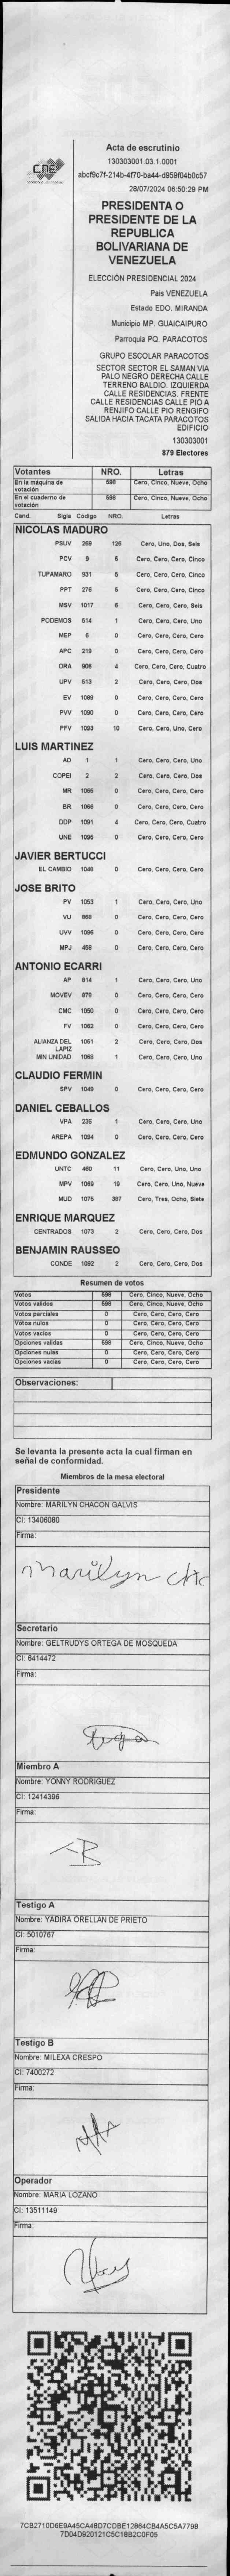 CNE
Acta de escrutinio
130303001.03.1.0001
abcf9c7f-214b-4f70-ba44-d959f04b0c57
28/07/2024 06:50:29 PM
PRESIDENTA O
PRESIDENTE DE LA
REPUBLICA
BOLIVARIANA DE
VENEZUELA
ELECCIÓN PRESIDENCIAL 2024
Pais VENEZUELA
Estado EDO. MIRANDA
Municipio MP. GUAICAIPURO
Parroquia PQ. PARACOTOS
GRUPO ESCOLAR PARACOTOS
SECTOR SECTOR EL SAMAN VIA
PALO NEGRO DERECHA CALLE
TERRENO BALDIO. IZQUIERDA
CALLE RESIDENCIAS. FRENTE
CALLE RESIDENCIAS CALLE PIO A
RENJIFO CALLE PIO RENGIFO
SALIDA HACIA TACATA PARACOTOS
EDIFICIO
130303001
879 Electores
Votantes NRO. Letras
En la máquina de votación 598 Cero, Cinco, Nueve, Ocho
En el cuaderno de votación 598 Cero, Cinco, Nueve, Ocho
Cand. Sigla Código NRO. Letras
NICOLAS MADURO
PSUV 269 126 Cero, Uno, Dos, Seis
PCV 9 5 Cero, Cero, Cero, Cinco
TUPAMARO 931 5 Cero, Cero, Cero, Cinco
PPT 276 5 Cero, Cero, Cero, Cinco
MSV 1017 6 Cero, Cero, Cero, Seis
PODEMOS 514 1 Cero, Cero, Cero, Uno
MEP 6 0 Cero, Cero, Cero, Cero
APC 219 0 Cero, Cero, Cero, Cero
ORA 906 4 Cero, Cero, Cero, Cuatro
UPV 513 2 Cero, Cero, Cero, Dos
EV 1089 0 Cero, Cero, Cero, Cero
PVV 1090 0 Cero, Cero, Cero, Cero
PFV 1093 10 Cero, Cero, Uno, Cero
LUIS MARTINEZ
AD 1 1 Cero, Cero, Cero, Uno
COPEI 2 2 Cero, Cero, Cero, Dos
MR 1065 0 Cero, Cero, Cero, Cero
BR 1066 0 Cero, Cero, Cero, Cero
DDP 1091 4 Cero, Cero, Cero, Cuatro
UNE 1096 0 Cero, Cero, Cero, Cero
JAVIER BERTUCCI
EL CAMBIO 1048 0 Cero, Cero, Cero, Cero
JOSE BRITO
PV 1053 1 Cero, Cero, Cero, Uno
VU 868 0 Cero, Cero, Cero, Cero
UVV 0 Cero, Cero, Cero, Cero
MPJ 458 0 Cero, Cero, Cero, Cero
ANTONIO ECARRI
AP 914 1 Cero, Cero, Cero, Uno
MOVEV 0 Cero, Cero, Cero, Cero
CMC 1050 0 Cero, Cero, Cero, Cero
FV 1062 0 Cero, Cero, Cero, Cero
ALIANZA DEL LAPIZ 1051 2 Cero, Cero, Cero, Dos
MIN UNIDAD 1068 1 Cero, Cero, Cero, Uno
CLAUDIO FERMIN
SPV 1049 0 Cero, Cero, Cero, Cero
DANIEL CEBALLOS
VPA 236 1 Cero, Cero, Cero, Uno
AREPA 1094 0 Cero, Cero, Cero, Cero
EDMUNDO GONZALEZ
UNTC 460 11 Cero, Cero, Uno, Uno
MPV 1069 19 Cero, Cero, Uno, Nueve
MUD 1075 387 Cero, Tres, Ocho, Siete
ENRIQUE MARQUEZ
CENTRADOS 1073 2 Cero, Cero, Cero, Dos
BENJAMIN RAUSSEO
CONDE 1092 2 Cero, Cero, Cero, Dos
Resumen de votos
Votos 598 Cero, Cinco, Nueve, Ocho
Votos validos 598 Cero, Cinco, Nueve, Ocho
Votos parciales 0 Cero, Cero, Cero, Cero
Votos nulos 0 Cero, Cero, Cero, Cero
Votos vacios 0 Cero, Cero, Cero, Cero
Opciones validas 598 Cero, Cinco, Nueve, Ocho
Opciones nulas 0 Cero, Cero, Cero, Cero
Opciones vacias 0 Cero, Cero, Cero, Cero
Observaciones:
Se levanta la presente acta la cual firman en
señal de conformidad.
Miembros de la mesa electoral
Presidente
Nombre: MARILYN CHACON GALVIS
CI: 13406080
Firma:
Marilyn
Secretario
Nombre: GELTRUDYS ORTEGA DE MOSQUEDA
CI: 6414472
Firma:
Miembro A
Nombre: YONNY RODRIGUEZ
CI: 12414396
Firma:
Testigo A
Nombre: YADIRA ORELLAN DE PRIETO
CI: 5010767
Firma:
Testigo B
Nombre: MILEXA CRESPO
CI: 7400272
Firma:
Operador
Nombre: MARIA LOZANO
CI: 13511149
Firma:
7CB2710D6E9A45CA48D7CDBE12864CB4A5C5A7798
7D04D920121C5C18B2C0F05